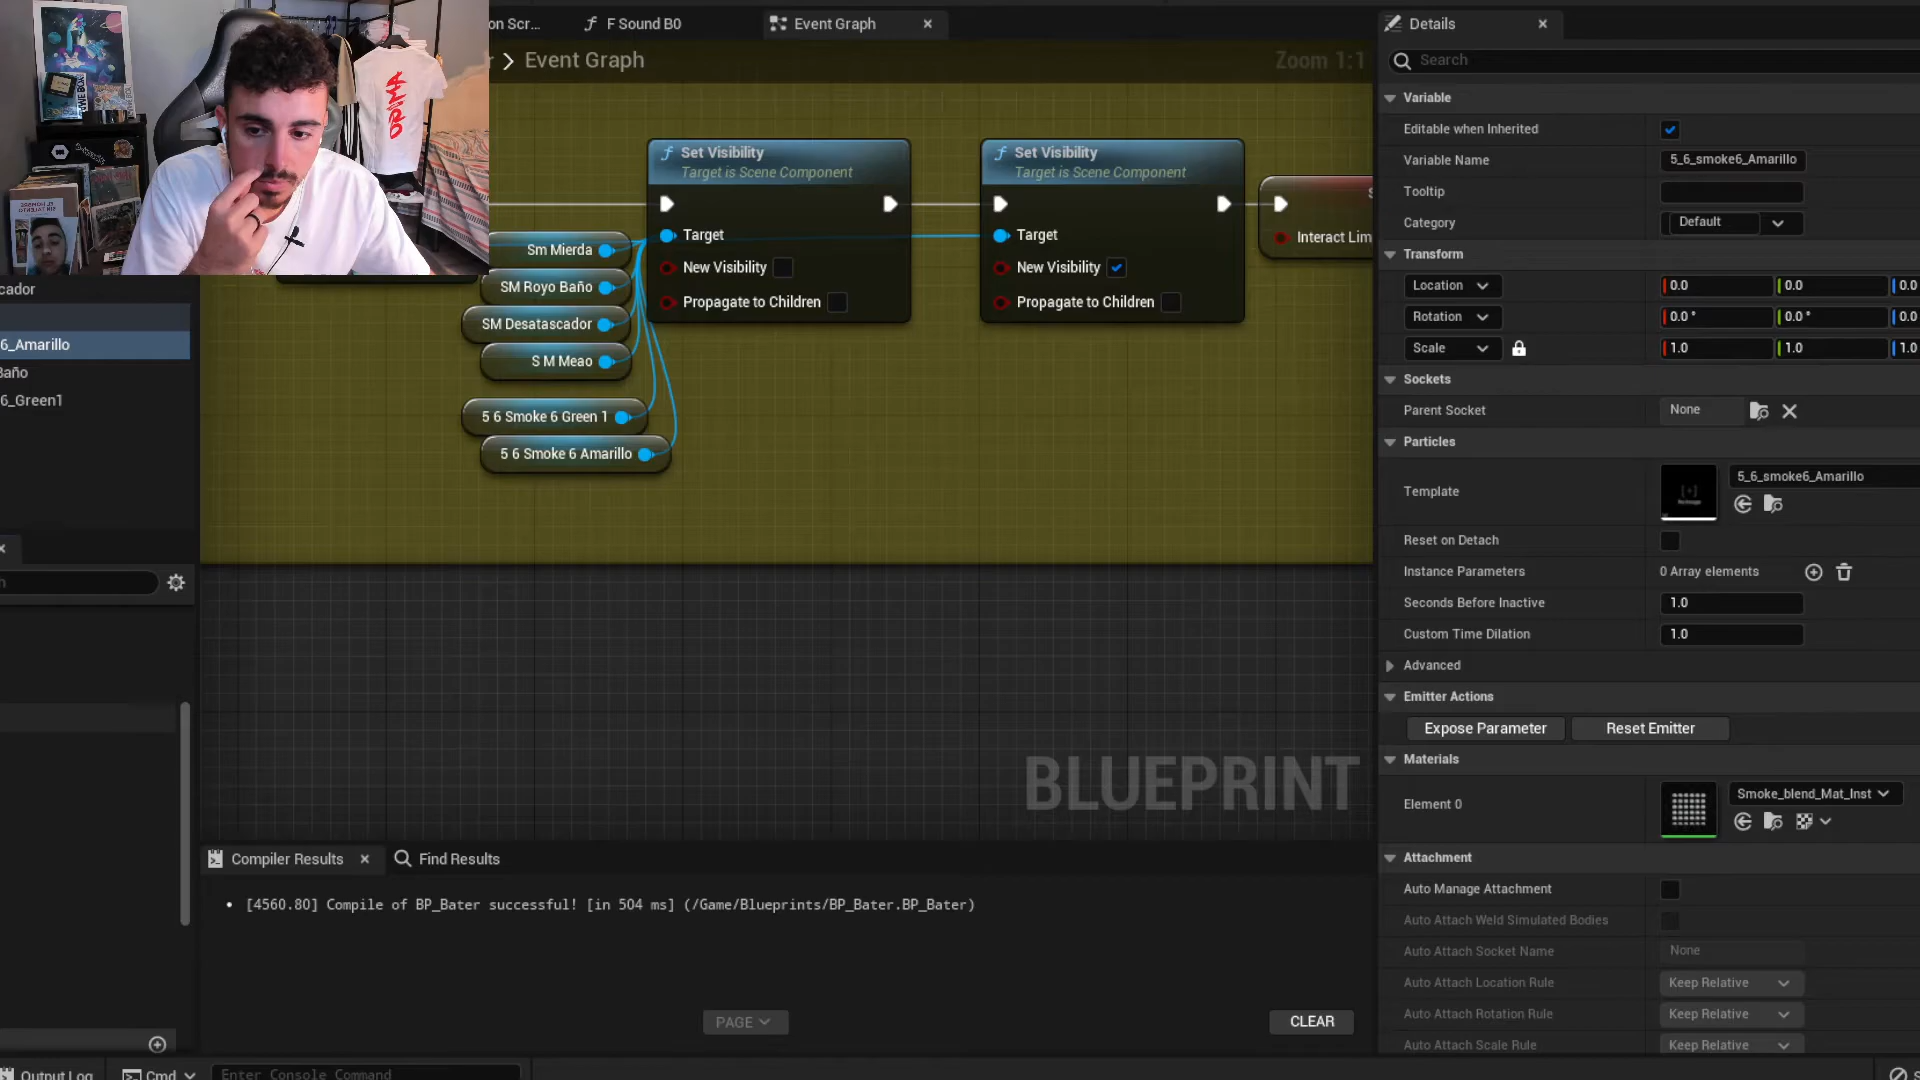 on Scr...
F Sound B0
Event Graph
Details
Event Graph
Zoom 1:1
Search
Variable
Editable when Inherited
Variable Name
5_6_smoke6_Amarillo
Tooltip
Category
Default
Transform
Location
0.0
0.0
0.0
Rotation
0.0 °
0.0 °
0.0
Scale
1.0
1.0
1.0
Sockets
Parent Socket
None
Particles
Template
5_6_smoke6_Amarillo
Reset on Detach
Instance Parameters
0 Array elements
Seconds Before Inactive
1.0
Custom Time Dilation
1.0
Advanced
Emitter Actions
Expose Parameter
Reset Emitter
Materials
Element 0
Smoke_blend_Mat_Inst
Attachment
Auto Manage Attachment
Auto Attach Weld Simulated Bodies
Auto Attach Socket Name
None
Auto Attach Location Rule
Keep Relative
Auto Attach Rotation Rule
Keep Relative
Auto Attach Scale Rule
Keep Relative
Set Visibility
Target is Scene Component
Target
New Visibility
Propagate to Children
Set Visibility
Target is Scene Component
Target
New Visibility
Propagate to Children
Interact Lim
Sm Mierda
SM Royo Baño
SM Desatascador
S M Meao
5 6 Smoke 6 Green 1
5 6 Smoke 6 Amarillo
cador
6_Amarillo
Baño
6_Green1
BLUEPRINT
Compiler Results
Find Results
[4560.80] Compile of BP_Bater successful! [in 504 ms] (/Game/Blueprints/BP_Bater.BP_Bater)
PAGE
CLEAR
Output Log
Cmd
Enter Console Command